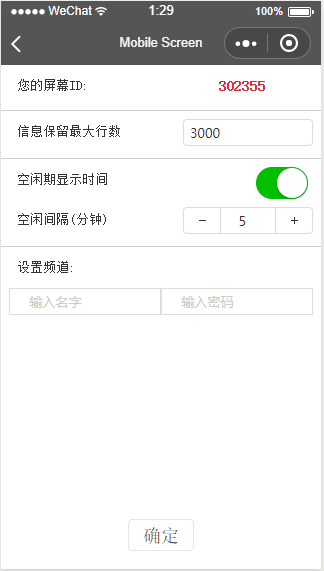 WeChat 1:29 100%
Mobile Screen
您的屏幕ID: 302355
信息保留最大行数 3000
空闲期显示时间
空闲间隔(分钟) − 5 +
设置频道:
输入名字 输入密码
确定